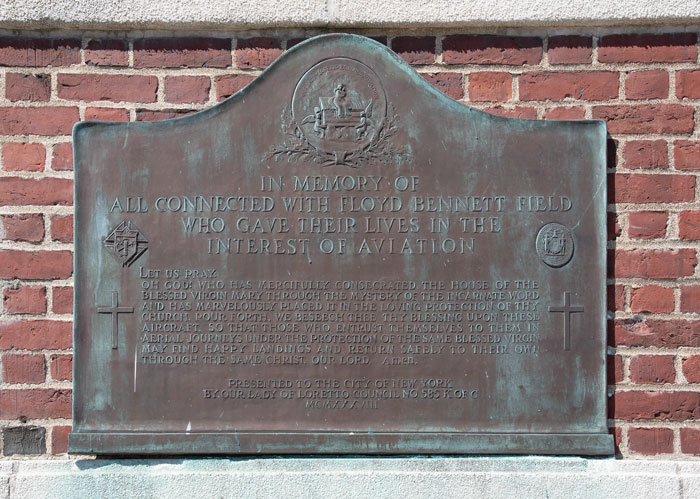 IN MEMORY OF
ALL CONNECTED WITH FLOYD BENNETT FIELD
WHO GAVE THEIR LIVES IN THE
INTEREST OF AVIATION
LET US PRAY.
OH GOD: WHO HAS MERCIFULLY CONSECRATED THE HOUSE OF THE
BLESSED VIRGIN MARY THROUGH THE MYSTERY OF THE INCARNATE WORD
AND HAS MARVELOUSLY PLACED IT IN THE LOVING PROTECTION OF THY
CHURCH POUR FORTH, WE BESEECH THEE, THY BLESSING UPON THESE
AIRCRAFT, SO THAT THOSE WHO ENTRUST THEMSELVES TO THEM IN
AERIAL JOURNEYS UNDER THE PROTECTION OF THE SAME BLESSED VIRGIN
MAY FIND HAPPY LANDINGS AND RETURN SAFELY TO THEIR OWN
THROUGH THE SAME CHRIST OUR LORD. AMEN.
PRESENTED TO THE CITY OF NEW YORK
BY OUR LADY OF LORETTO COUNCIL NO. 585 K OF C
MCMXXXVIII